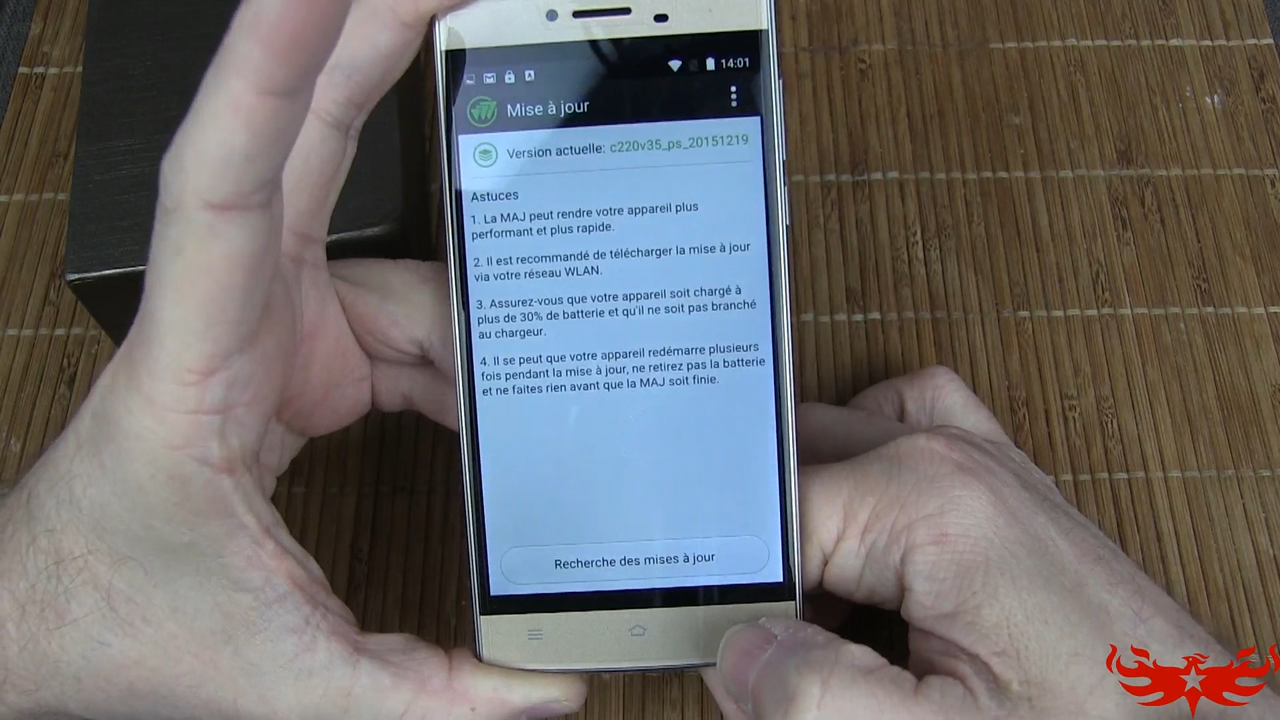 14:01
Mise à jour
Version actuelle: c220v35_ps_20151219
Astuces
1. La MAJ peut rendre votre appareil plus
performant et plus rapide.
2. Il est recommandé de télécharger la mise à jour
via votre réseau WLAN.
3. Assurez-vous que votre appareil soit chargé à
plus de 30% de batterie et qu'il ne soit pas branché
au chargeur.
4. Il se peut que votre appareil redémarre plusieurs
fois pendant la mise à jour, ne retirez pas la batterie
et ne faites rien avant que la MAJ soit finie.
Recherche des mises à jour